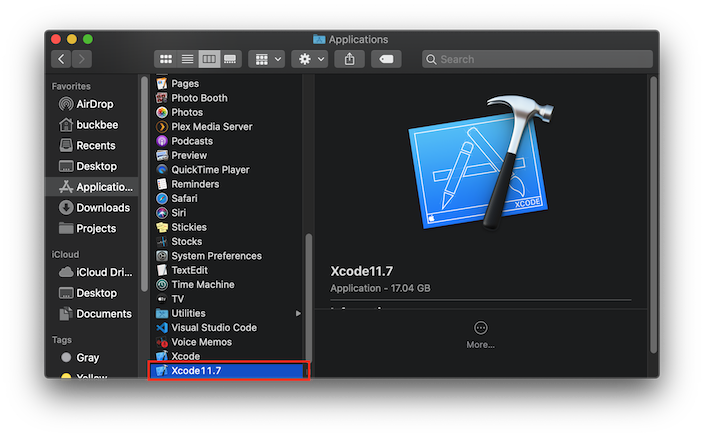 Applications
Search
Favorites
AirDrop
buckbee
Recents
Desktop
Applicatio...
Downloads
Projects
iCloud
iCloud Dri...
Desktop
Documents
Tags
Gray
Yellow
Pages
Photo Booth
Photos
Plex Media Server
Podcasts
Preview
QuickTime Player
Reminders
Safari
Siri
Stickies
Stocks
System Preferences
TextEdit
Time Machine
TV
Utilities
Visual Studio Code
Voice Memos
Xcode
Xcode11.7
XCODE
Xcode11.7
Application - 17.04 GB
More...